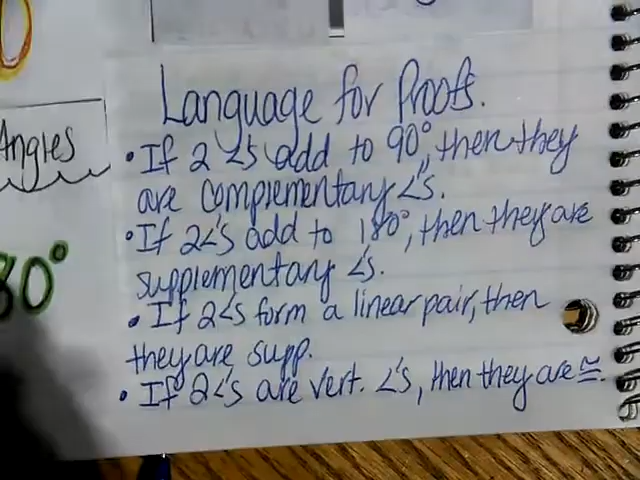 Language for Proofs.
Angles
• If 2 ∠s add to 90°, then they
are complementary ∠'s.
• If 2∠'s add to 180°, then they are
supplementary ∠'s.
80°
• If 2∠s form a linear pair, then
they are supp.
• If 2∠'s are vert. ∠'s, then they are ≅.